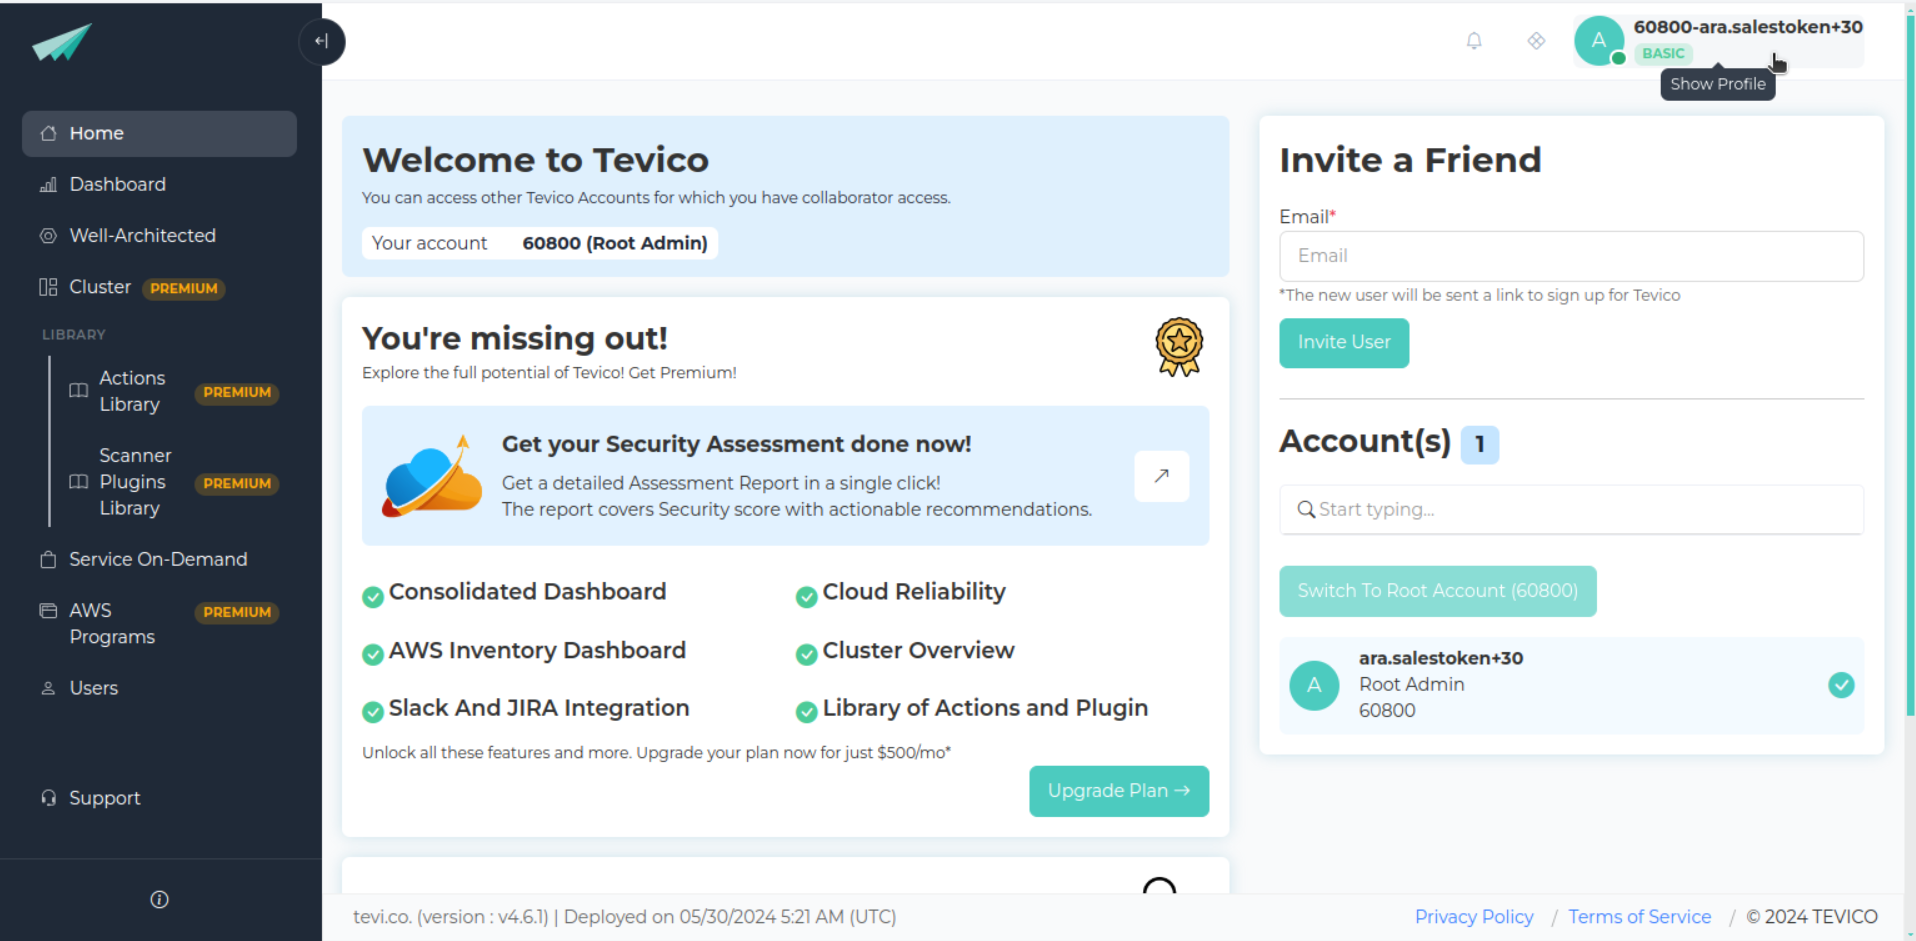 Home
Dashboard
Well-Architected
Cluster PREMIUM
LIBRARY
Actions
Library PREMIUM
Scanner
Plugins
Library PREMIUM
Service On-Demand
AWS
Programs PREMIUM
Users
Support
60800-ara.salestoken+30
BASIC
Show Profile
Welcome to Tevico
You can access other Tevico Accounts for which you have collaborator access.
Your account 60800 (Root Admin)
You're missing out!
Explore the full potential of Tevico! Get Premium!
Get your Security Assessment done now!
Get a detailed Assessment Report in a single click!
The report covers Security score with actionable recommendations.
Consolidated Dashboard
Cloud Reliability
AWS Inventory Dashboard
Cluster Overview
Slack And JIRA Integration
Library of Actions and Plugin
Unlock all these features and more. Upgrade your plan now for just $500/mo*
Upgrade Plan →
Invite a Friend
Email*
Email
*The new user will be sent a link to sign up for Tevico
Invite User
Account(s) 1
Start typing...
Switch To Root Account (60800)
A
ara.salestoken+30
Root Admin
60800
A
tevi.co. (version : v4.6.1) | Deployed on 05/30/2024 5:21 AM (UTC)
Privacy Policy / Terms of Service / © 2024 TEVICO